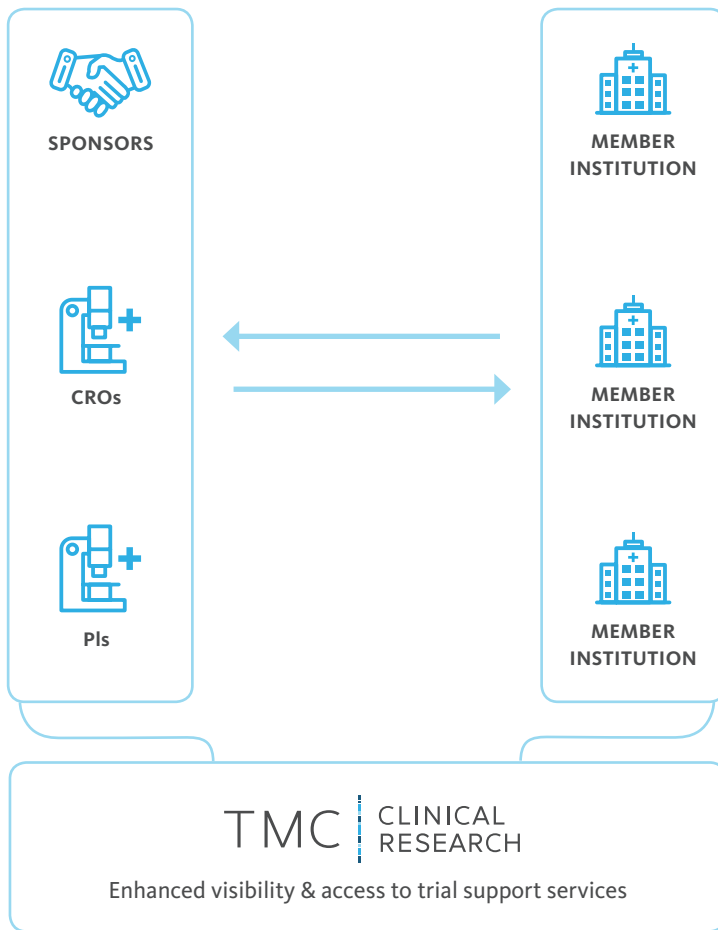 SPONSORS
CROs
PIs
MEMBER
INSTITUTION
MEMBER
INSTITUTION
MEMBER
INSTITUTION
TMC
CLINICAL
RESEARCH
Enhanced visibility & access to trial support services